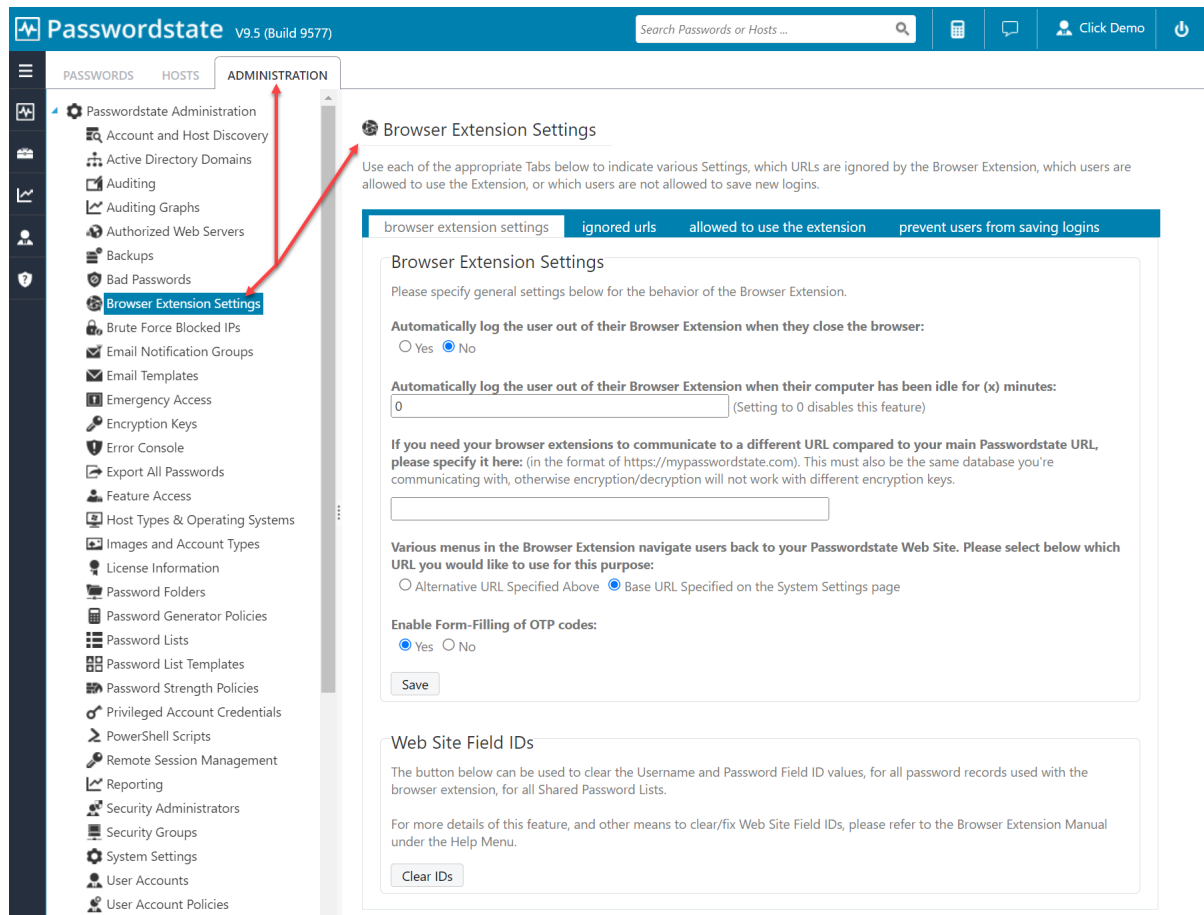 Passwordstate V9.5 (Build 9577)
Search Passwords or Hosts ...
Click Demo
PASSWORDS HOSTS ADMINISTRATION
Passwordstate Administration
Account and Host Discovery
Active Directory Domains
Auditing
Auditing Graphs
Authorized Web Servers
Backups
Bad Passwords
Browser Extension Settings
Brute Force Blocked IPs
Email Notification Groups
Email Templates
Emergency Access
Encryption Keys
Error Console
Export All Passwords
Feature Access
Host Types & Operating Systems
Images and Account Types
License Information
Password Folders
Password Generator Policies
Password Lists
Password List Templates
Password Strength Policies
Privileged Account Credentials
PowerShell Scripts
Remote Session Management
Reporting
Security Administrators
Security Groups
System Settings
User Accounts
User Account Policies
Browser Extension Settings
Use each of the appropriate Tabs below to indicate various Settings, which URLs are ignored by the Browser Extension, which users are
allowed to use the Extension, or which users are not allowed to save new logins.
browser extension settings ignored urls allowed to use the extension prevent users from saving logins
Browser Extension Settings
Please specify general settings below for the behavior of the Browser Extension.
Automatically log the user out of their Browser Extension when they close the browser:
Yes No
Automatically log the user out of their Browser Extension when their computer has been idle for (x) minutes:
0 (Setting to 0 disables this feature)
If you need your browser extensions to communicate to a different URL compared to your main Passwordstate URL,
please specify it here: (in the format of https://mypasswordstate.com). This must also be the same database you're
communicating with, otherwise encryption/decryption will not work with different encryption keys.
Various menus in the Browser Extension navigate users back to your Passwordstate Web Site. Please select below which
URL you would like to use for this purpose:
Alternative URL Specified Above Base URL Specified on the System Settings page
Enable Form-Filling of OTP codes:
Yes No
Save
Web Site Field IDs
The button below can be used to clear the Username and Password Field ID values, for all password records used with the
browser extension, for all Shared Password Lists.
For more details of this feature, and other means to clear/fix Web Site Field IDs, please refer to the Browser Extension Manual
under the Help Menu.
Clear IDs